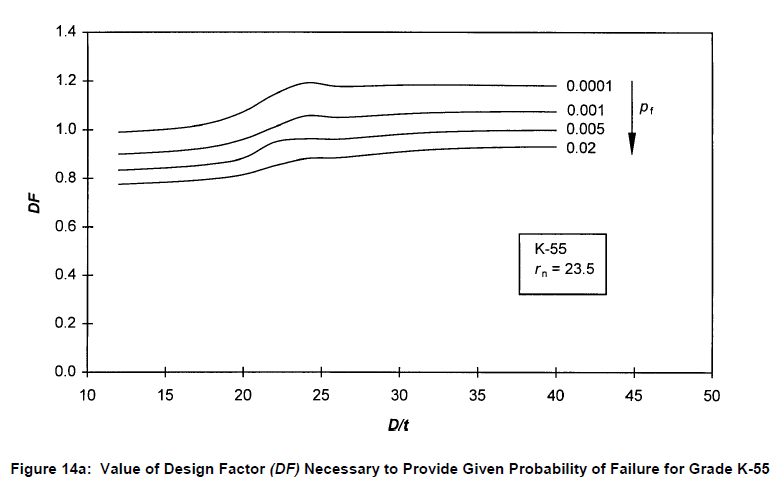 1.4
1.2
1.0
0.8
0.6
0.4
0.2
0.0
DF
0.0001
0.001
0.005
0.02
pf
K-55
rn = 23.5
10 15 20 25 30 35 40 45 50
D/t
Figure 14a: Value of Design Factor (DF) Necessary to Provide Given Probability of Failure for Grade K-55